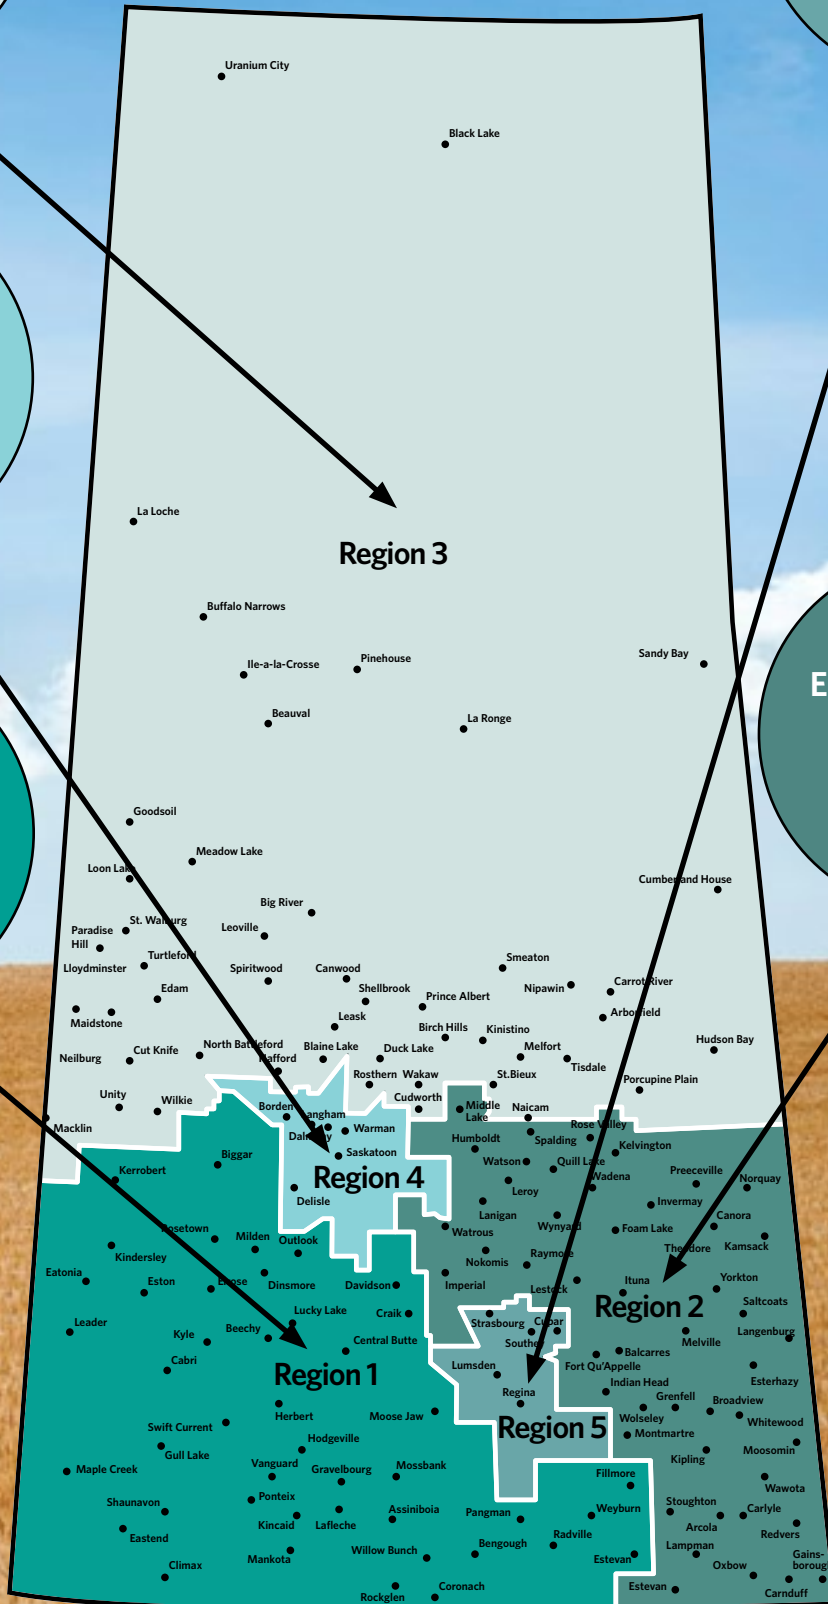 Uranium City
Black Lake
La Loche
Region 3
Buffalo Narrows
Ile-a-la-Crosse
Pinehouse
Sandy Bay
E
Beauval
La Ronge
Goodsoil
Meadow Lake
Loon Lake
Cumberland House
Big River
St. Walburg
Leoville
Paradise
Hill
Turtleford
Smeaton
Lloydminster
Spiritwood
Canwood
Nipawin
Carrot River
Edam
Shellbrook
Prince Albert
Arborfield
Leask
Maidstone
Birch Hills
Kinistino
Hudson Bay
North Battleford
Blaine Lake
Duck Lake
Melfort
Cut Knife
Neilburg
Hafford
Tisdale
Rosthern
Wakaw
St.Bieux
Porcupine Plain
Unity
Wilkie
Cudworth
Borden
Langham
Middle
Lake
Naicam
Macklin
Dalmeny
Warman
Rose Valley
Humboldt
Spalding
Kelvington
Saskatoon
Biggar
Watson
Quill Lake
Kerrobert
Region 4
Wadena
Preeceville
Norquay
Delisle
Leroy
Invermay
Lanigan
Canora
Rosetown
Milden
Outlook
Watrous
Wynyard
Foam Lake
Theodore
Kamsack
Kindersley
Nokomis
Raymore
Eatonia
Eston
Elrose
Dinsmore
Davidson
Imperial
Lestock
Ituna
Yorkton
Leader
Lucky Lake
Craik
Region 2
Saltcoats
Kyle
Beechy
Strasbourg
Cupar
Southey
Melville
Langenburg
Central Butte
Cabri
Balcarres
Lumsden
Fort Qu'Appelle
Region 1
Indian Head
Esterhazy
Regina
Grenfell
Broadview
Herbert
Moose Jaw
Wolseley
Whitewood
Swift Current
Region 5
Montmartre
Hodgeville
Gull Lake
Moosomin
Vanguard
Gravelbourg
Mossbank
Kipling
Maple Creek
Fillmore
Wawota
Ponteix
Shaunavon
Stoughton
Assiniboia
Pangman
Weyburn
Carlyle
Kincaid
Lafleche
Arcola
Redvers
Eastend
Radville
Bengough
Lampman
Willow Bunch
Mankota
Estevan
Gains-
Oxbow
Climax
Estevan
Coronach
Carnduff
Rockglen